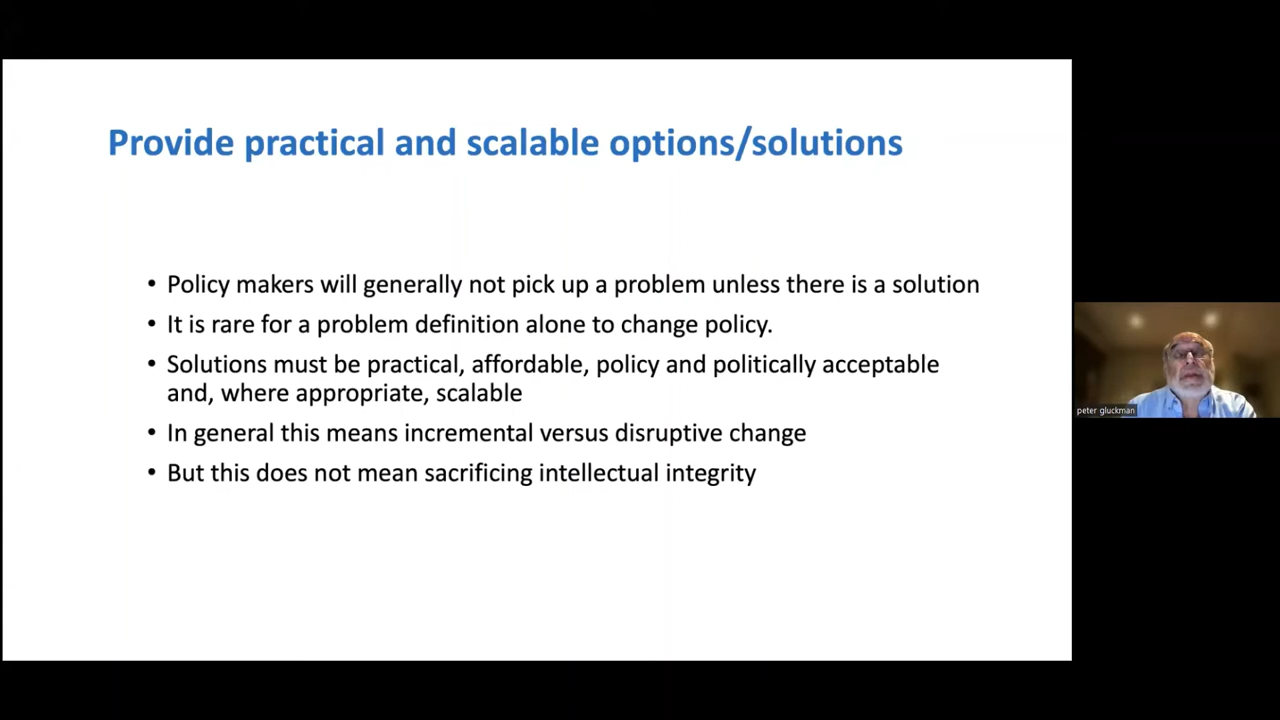 Provide practical and scalable options/solutions
• Policy makers will generally not pick up a problem unless there is a solution
• It is rare for a problem definition alone to change policy.
• Solutions must be practical, affordable, policy and politically acceptable
and, where appropriate, scalable
• In general this means incremental versus disruptive change
• But this does not mean sacrificing intellectual integrity
peter gluckman